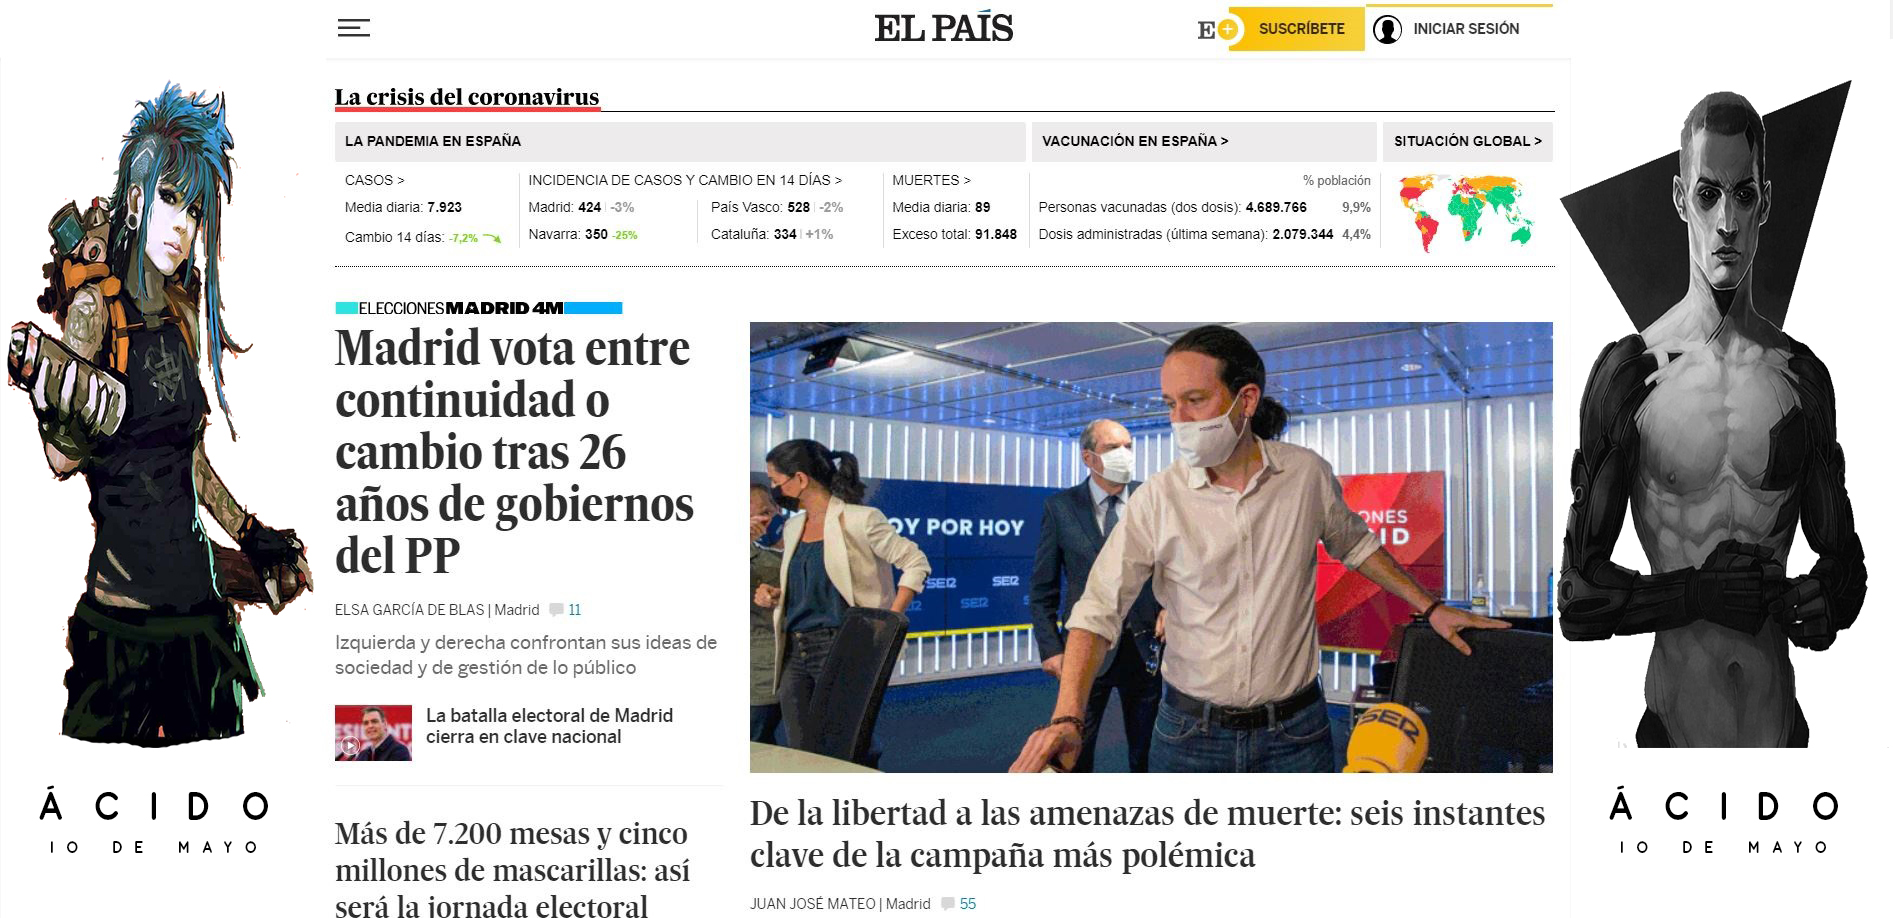 EL PAÍS
E+ SUSCRÍBETE
INICIAR SESIÓN
La crisis del coronavirus
LA PANDEMIA EN ESPAÑA
CASOS >
Media diaria: 7.923
Cambio 14 días: -7,2%
INCIDENCIA DE CASOS Y CAMBIO EN 14 DÍAS >
Madrid: 424 | -3%
Navarra: 350 -25%
País Vasco: 528 | -2%
Cataluña: 334 | +1%
MUERTES >
Media diaria: 89
Exceso total: 91.848
VACUNACIÓN EN ESPAÑA >
% población
Personas vacunadas (dos dosis): 4.689.766 9,9%
Dosis administradas (última semana): 2.079.344 4,4%
SITUACIÓN GLOBAL >
ELECCIONES MADRID 4M
Madrid vota entre
continuidad o
cambio tras 26
años de gobiernos
del PP
ELSA GARCÍA DE BLAS | Madrid 11
Izquierda y derecha confrontan sus ideas de
sociedad y de gestión de lo público
La batalla electoral de Madrid
cierra en clave nacional
Más de 7.200 mesas y cinco
millones de mascarillas: así
será la jornada electoral
OY POR HOY
SER
SER
SER
SER
ONES
ID
SER
De la libertad a las amenazas de muerte: seis instantes
clave de la campaña más polémica
JUAN JOSÉ MATEO | Madrid 55
ÁCIDO
10 DE MAYO
ÁCIDO
10 DE MAYO